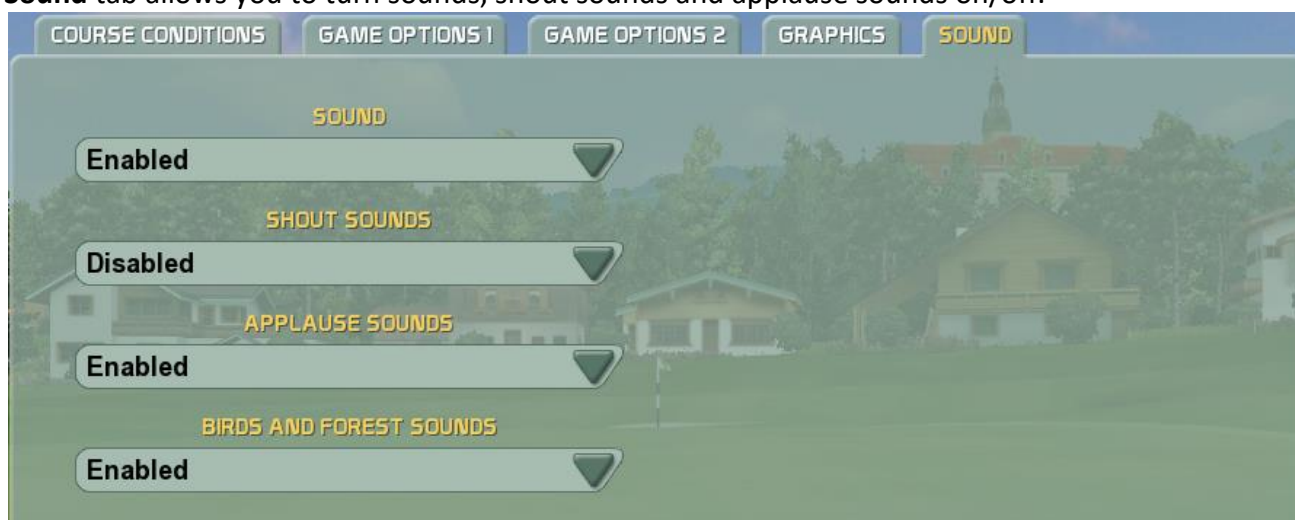 Sound tab allows you to turn sounds, shout sounds and applause sounds on/off.
COURSE CONDITIONS GAME OPTIONS 1 GAME OPTIONS 2 GRAPHICS SOUND
SOUND
Enabled
SHOUT SOUNDS
Disabled
APPLAUSE SOUNDS
Enabled
BIRDS AND FOREST SOUNDS
Enabled